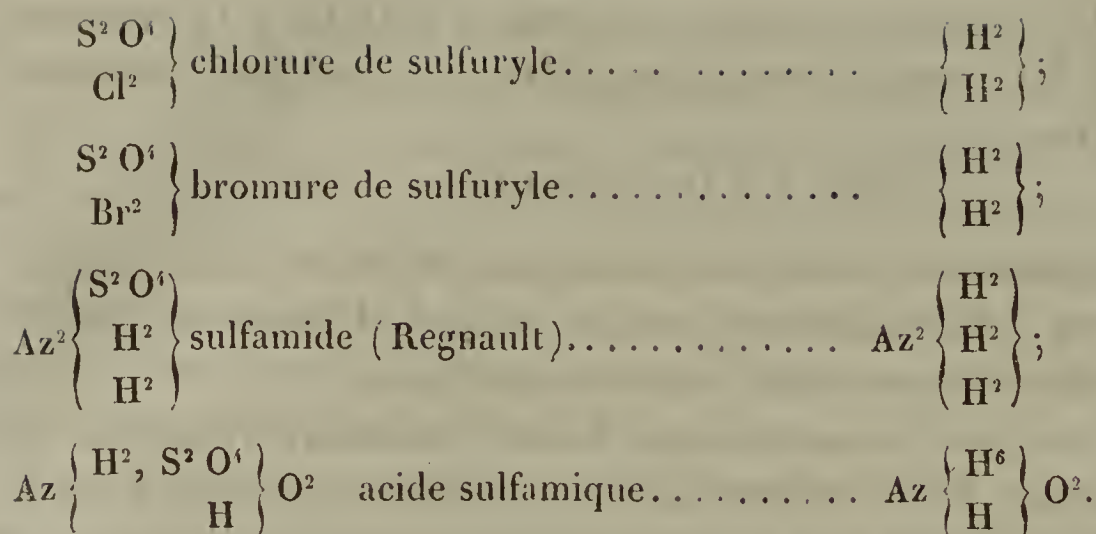 S² O⁴ } chlorure de sulfuryle.... ........ { H² } ;
Cl² } { H² }
S² O⁴ } bromure de sulfuryle............. { H² } ;
Br² } { H² }
{ S² O⁴ } { H² }
Az² { H² } sulfamide (Regnault)............. Az² { H² } ;
{ H² } { H² }
Az { H², S² O⁴ } O² acide sulfamique.......... Az { H⁶ } O².
{ H } { H }